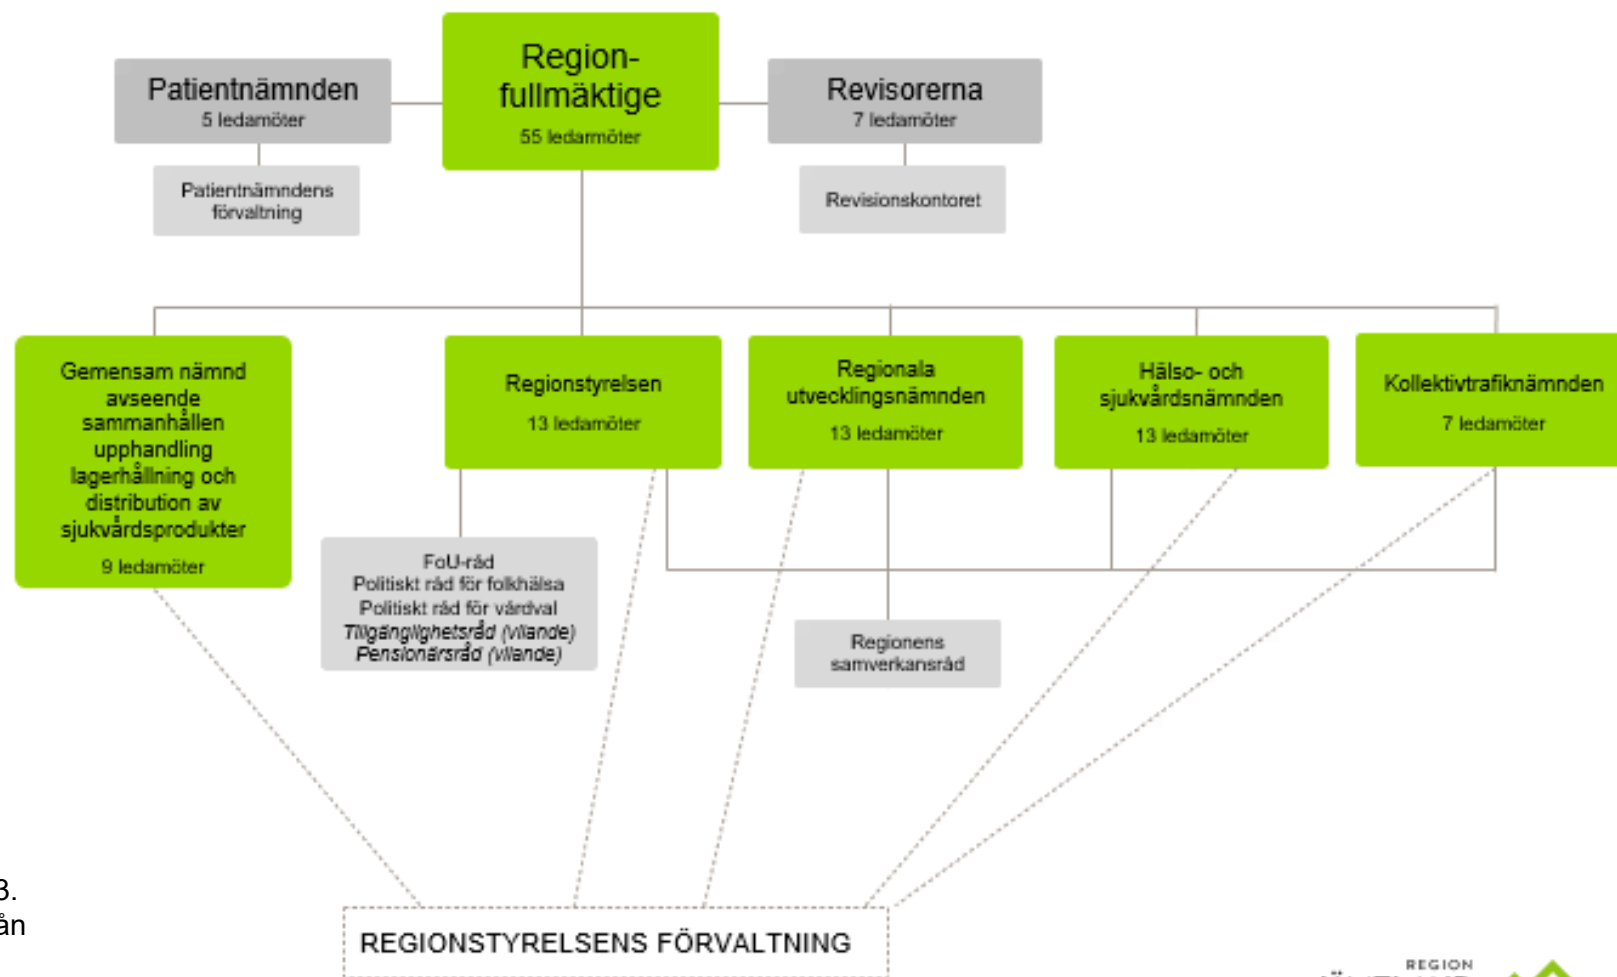 Region-
fullmäktige
55 ledarmöter
Patientnämnden
5 ledamöter
Revisorerna
7 ledamöter
Patientnämndens
förvaltning
Revisionskontoret
Gemensam nämnd
avseende
sammanhållen
upphandling
lagerhållning och
distribution av
sjukvårdsprodukter
9 ledamöter
Regionstyrelsen
13 ledamöter
Regionala
utvecklingsnämnden
13 ledamöter
Hälso- och
sjukvårdsnämnden
13 ledamöter
Kollektivtrafiknämnden
7 ledamöter
FoU-råd
Politiskt råd för folkhälsa
Politiskt råd för vårdval
Tillgänglighetsråd (vilande)
Pensionärsråd (vilande)
Regionens
samverkansråd
3.
ån
REGIONSTYRELSENS FÖRVALTNING
REGION